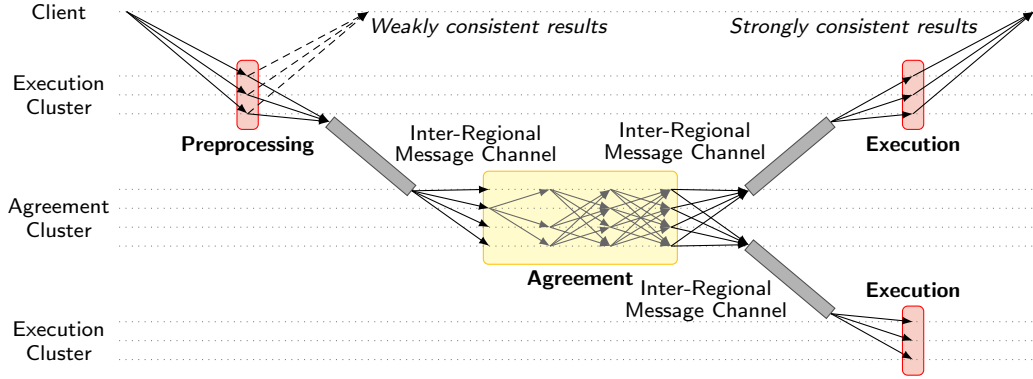 Client
Weakly consistent results
Strongly consistent results
Execution
Cluster
Preprocessing
Inter-Regional
Message Channel
Inter-Regional
Message Channel
Execution
Agreement
Cluster
Agreement
Inter-Regional
Message Channel
Execution
Execution
Cluster